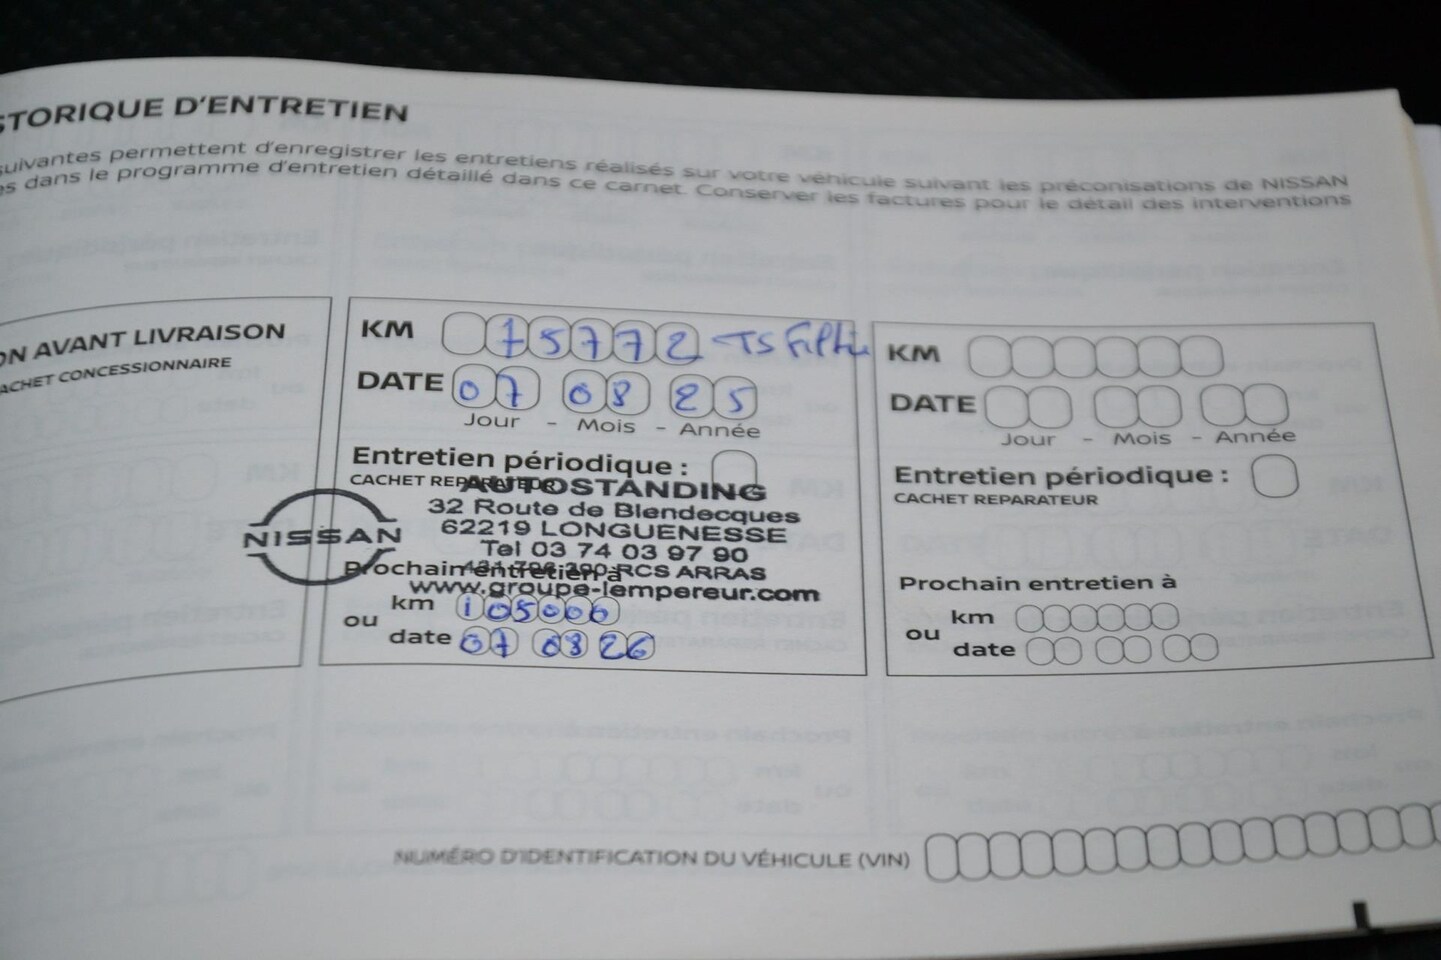 STORIQUE D'ENTRETIEN
suivantes permettent d'enregistrer les entretiens réalisés sur votre véhicule suivant les préconisations de NISSAN
es dans le programme d'entretien détaillé dans ce carnet. Conserver les factures pour le détail des interventions
ON AVANT LIVRAISON
ACHET CONCESSIONNAIRE
KM 75772 TS Filtre
DATE 07 08 25
Jour - Mois - Année
Entretien périodique :
CACHET REPARATEUR
NISSAN
AUTOSTANDING
32 Route de Blendecques
62219 LONGUENESSE
Tel 03 74 03 97 90
RCS ARRAS
Prochain entretien à
www.groupe-lempereur.com
km 105000
ou
date 07 08 26
KM
DATE
Jour - Mois - Année
Entretien périodique :
CACHET REPARATEUR
Prochain entretien à
km
ou
date
NUMÉRO D'IDENTIFICATION DU VÉHICULE (VIN)